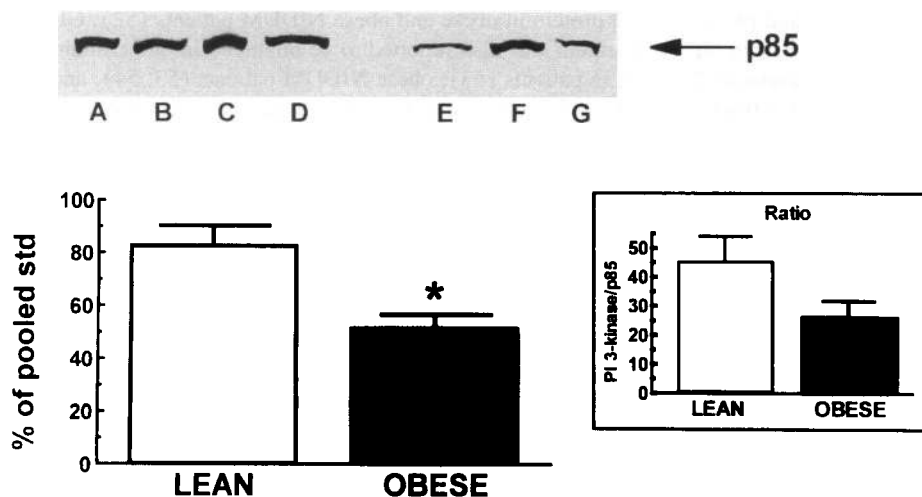 p85
A B C D E F G
% of pooled std
100
80
60
40
20
0
*
LEAN OBESE
Ratio
PI 3-kinase/p85
50
40
30
20
10
0
LEAN OBESE